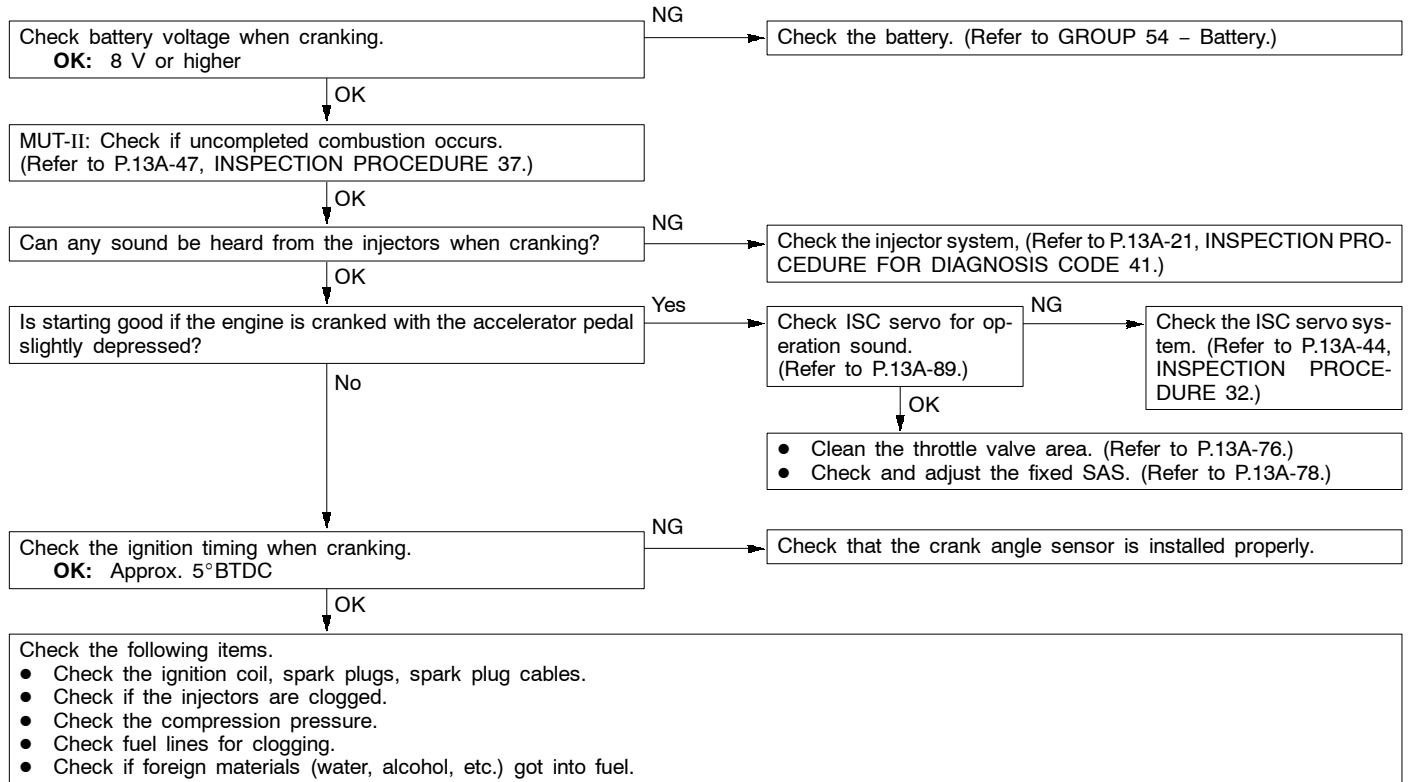 Check battery voltage when cranking.
OK: 8 V or higher
NG
Check the battery. (Refer to GROUP 54 – Battery.)
OK
MUT-II: Check if uncompleted combustion occurs.
(Refer to P.13A-47, INSPECTION PROCEDURE 37.)
OK
Can any sound be heard from the injectors when cranking?
NG
Check the injector system, (Refer to P.13A-21, INSPECTION PRO-
CEDURE FOR DIAGNOSIS CODE 41.)
OK
Is starting good if the engine is cranked with the accelerator pedal
slightly depressed?
Yes
Check ISC servo for op-
eration sound.
(Refer to P.13A-89.)
NG
Check the ISC servo sys-
tem. (Refer to P.13A-44,
INSPECTION PROCE-
DURE 32.)
OK
● Clean the throttle valve area. (Refer to P.13A-76.)
● Check and adjust the fixed SAS. (Refer to P.13A-78.)
No
Check the ignition timing when cranking.
OK: Approx. 5°BTDC
NG
Check that the crank angle sensor is installed properly.
OK
Check the following items.
● Check the ignition coil, spark plugs, spark plug cables.
● Check if the injectors are clogged.
● Check the compression pressure.
● Check fuel lines for clogging.
● Check if foreign materials (water, alcohol, etc.) got into fuel.